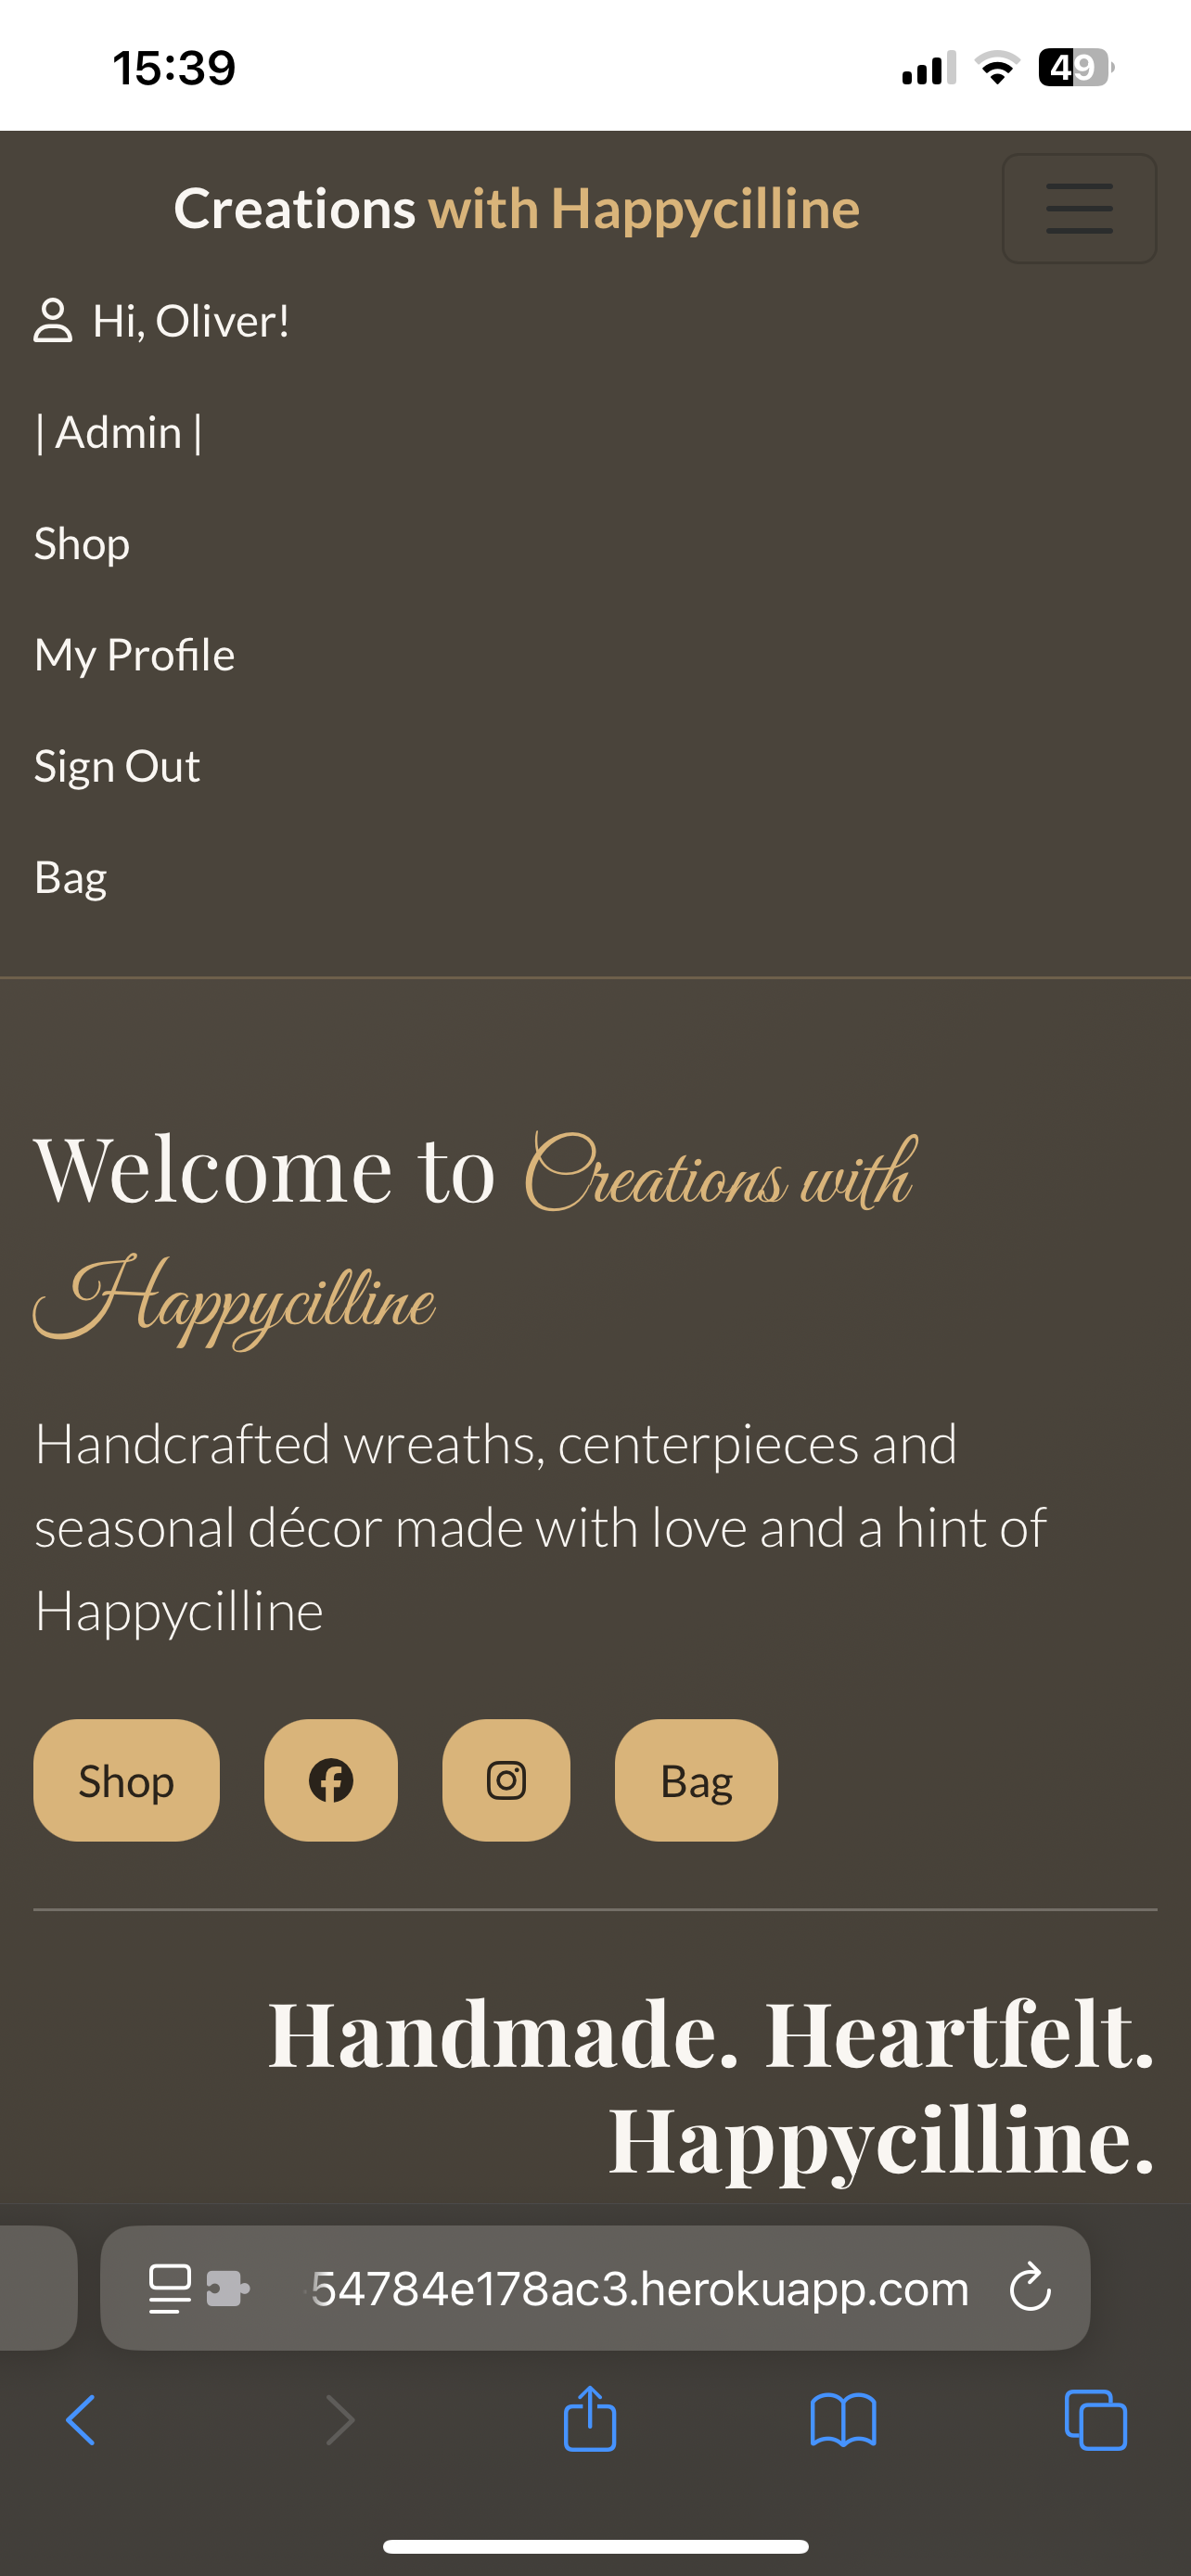 15:39
49
Creations with Happycilline
Hi, Oliver!
| Admin |
Shop
My Profile
Sign Out
Bag
Welcome to Creations with
Happycilline
Handcrafted wreaths, centerpieces and
seasonal décor made with love and a hint of
Happycilline
Shop Bag
Handmade. Heartfelt.
Happycilline.
54784e178ac3.herokuapp.com